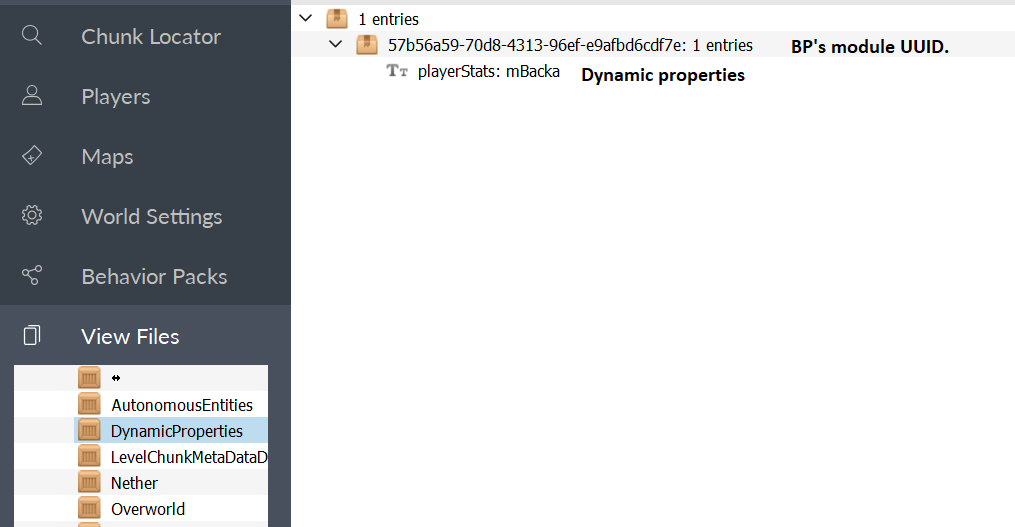 Chunk Locator
Players
Maps
World Settings
Behavior Packs
View Files
↔
AutonomousEntities
DynamicProperties
LevelChunkMetaDataD
Nether
Overworld
1 entries
57b56a59-70d8-4313-96ef-e9afbd6cdf7e: 1 entries BP's module UUID.
playerStats: mBacka Dynamic properties